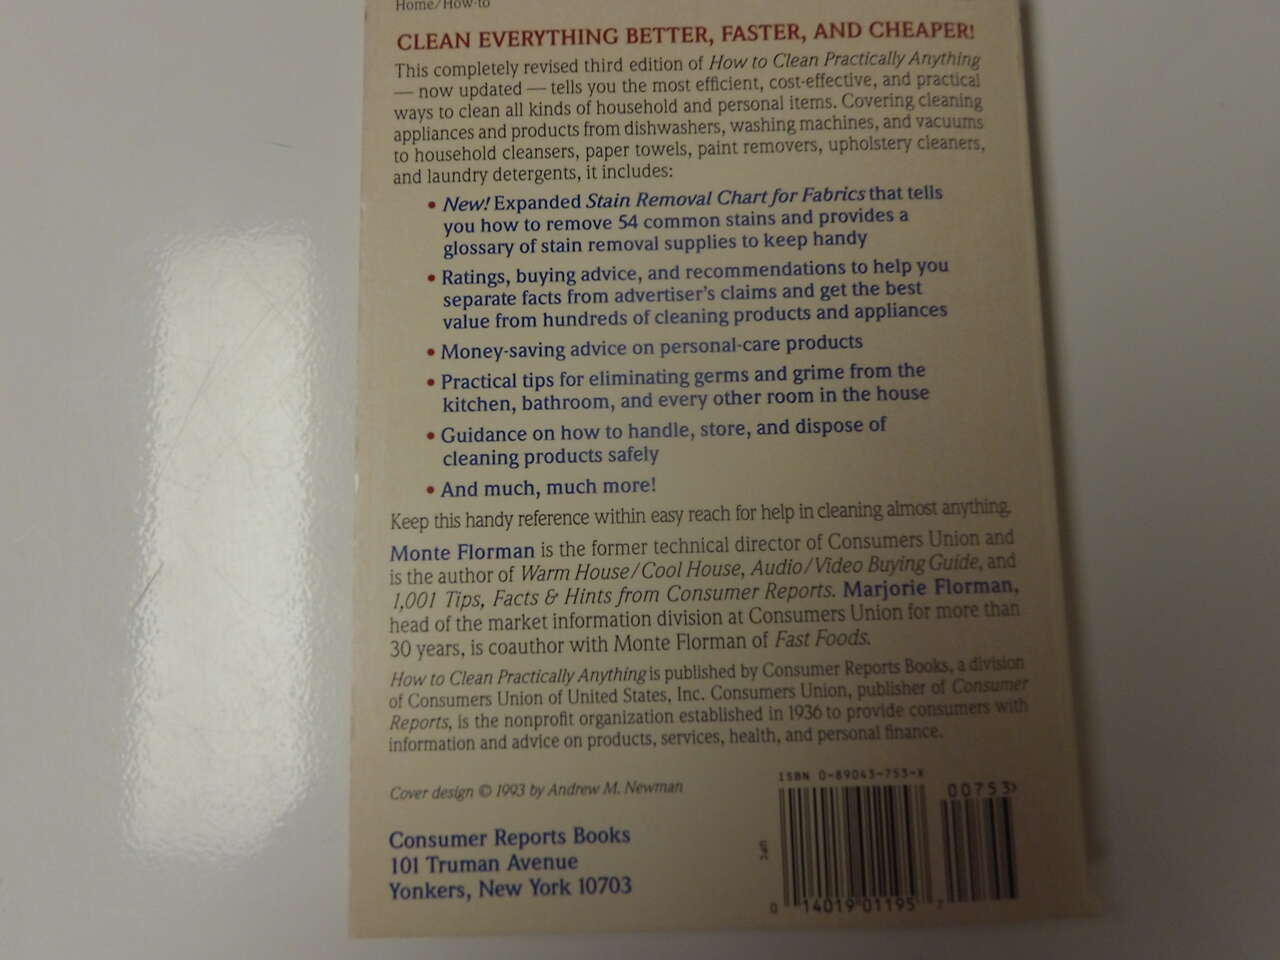 Home/How-to
CLEAN EVERYTHING BETTER, FASTER, AND CHEAPER!
This completely revised third edition of How to Clean Practically Anything
— now updated — tells you the most efficient, cost-effective, and practical
ways to clean all kinds of household and personal items. Covering cleaning
appliances and products from dishwashers, washing machines, and vacuums
to household cleansers, paper towels, paint removers, upholstery cleaners,
and laundry detergents, it includes:
• New! Expanded Stain Removal Chart for Fabrics that tells
you how to remove 54 common stains and provides a
glossary of stain removal supplies to keep handy
• Ratings, buying advice, and recommendations to help you
separate facts from advertiser's claims and get the best
value from hundreds of cleaning products and appliances
• Money-saving advice on personal-care products
• Practical tips for eliminating germs and grime from the
kitchen, bathroom, and every other room in the house
• Guidance on how to handle, store, and dispose of
cleaning products safely
• And much, much more!
Keep this handy reference within easy reach for help in cleaning almost anything.
Monte Florman is the former technical director of Consumers Union and
is the author of Warm House/Cool House, Audio/Video Buying Guide, and
1,001 Tips, Facts & Hints from Consumer Reports. Marjorie Florman,
head of the market information division at Consumers Union for more than
30 years, is coauthor with Monte Florman of Fast Foods.
How to Clean Practically Anything is published by Consumer Reports Books, a division
of Consumers Union of United States, Inc. Consumers Union, publisher of Consumer
Reports, is the nonprofit organization established in 1936 to provide consumers with
information and advice on products, services, health, and personal finance.
Cover design © 1993 by Andrew M. Newman
Consumer Reports Books
101 Truman Avenue
Yonkers, New York 10703
ISBN 0-89043-753-X
00753>
UPC
0 14019 01195 7